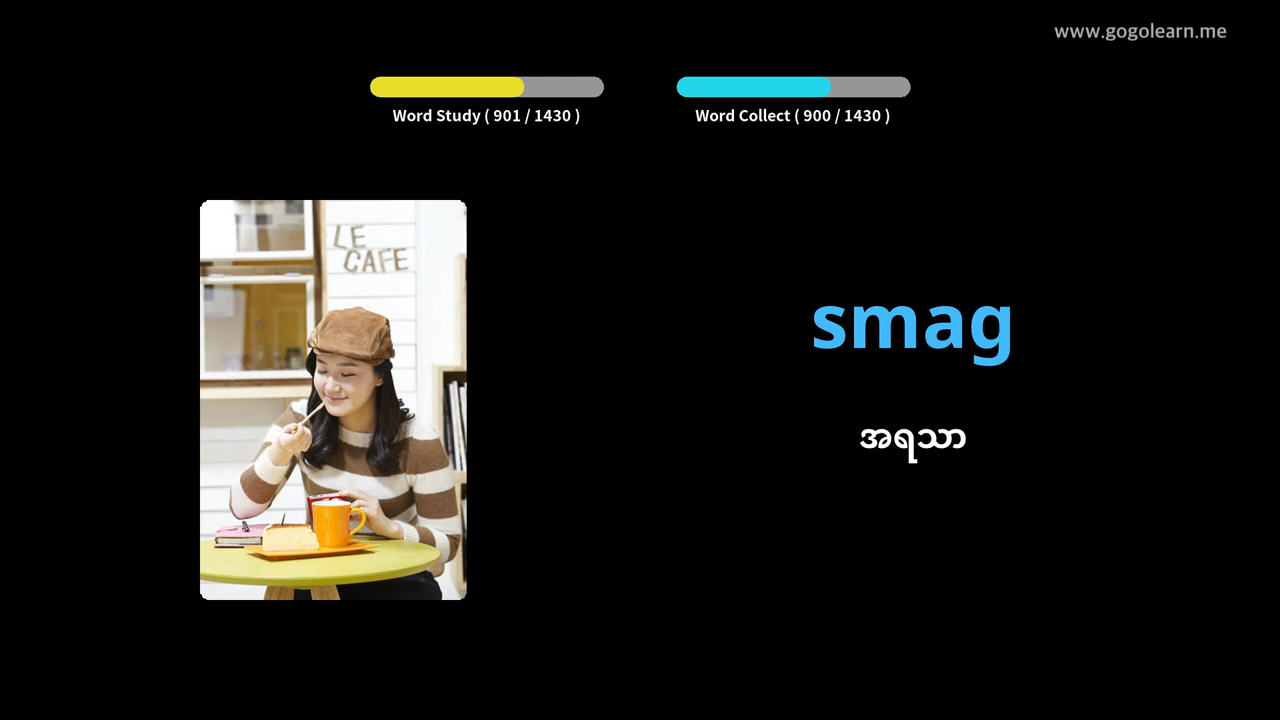 www.gogolearn.me
Word Study ( 901 / 1430 )
Word Collect ( 900 / 1430 )
LE
CAFE
smag
အရသာ